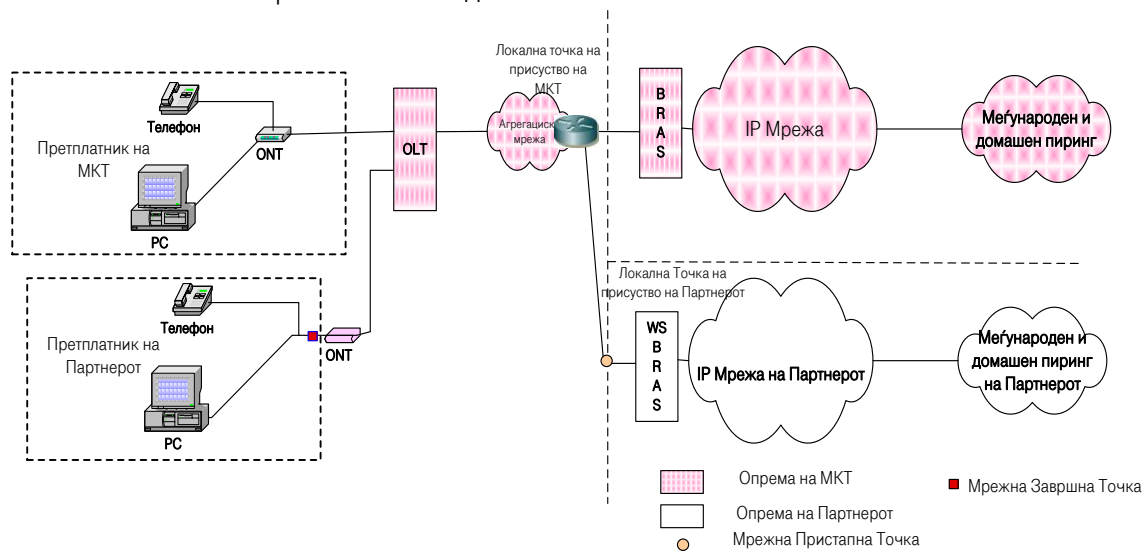 Локална точка на
присуство на
МКТ
Телефон
Претплатник на
МКТ
ONT
PC
OLT
Агрегациск
мрежа
B
R
A
S
IP Мрежа
Меѓународен и
домашен пиринг
Телефон
Претплатник на
Партнерот
ONT
PC
Локална Точка на
присуство на Партнерот
WS
B
R
A
S
IP Мрежа на Партнерот
Меѓународен и
домашен пиринг
на Партнерот
Опрема на МКТ
Мрежна Завршна Точка
Опрема на Партнерот
Мрежна Пристапна Точка